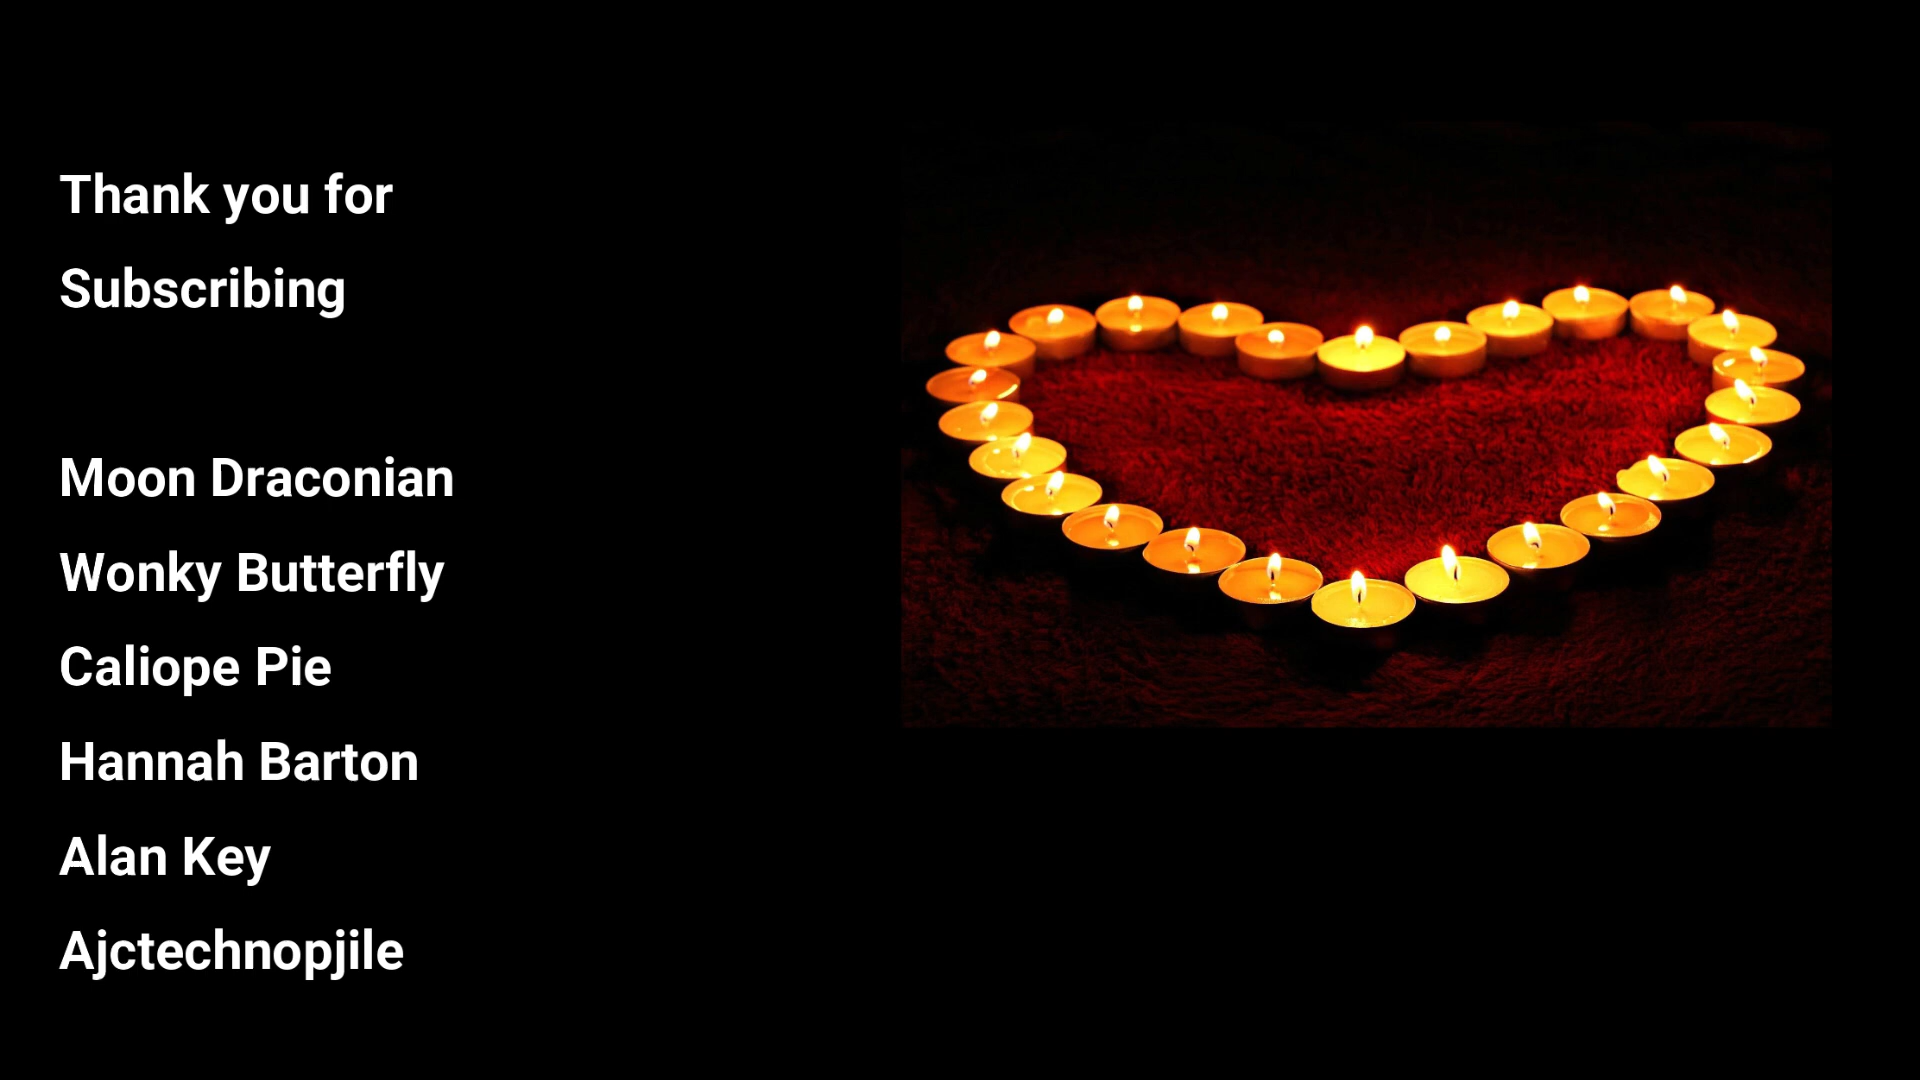 Thank you for
Subscribing
Moon Draconian
Wonky Butterfly
Caliope Pie
Hannah Barton
Alan Key
Ajctechnopjile